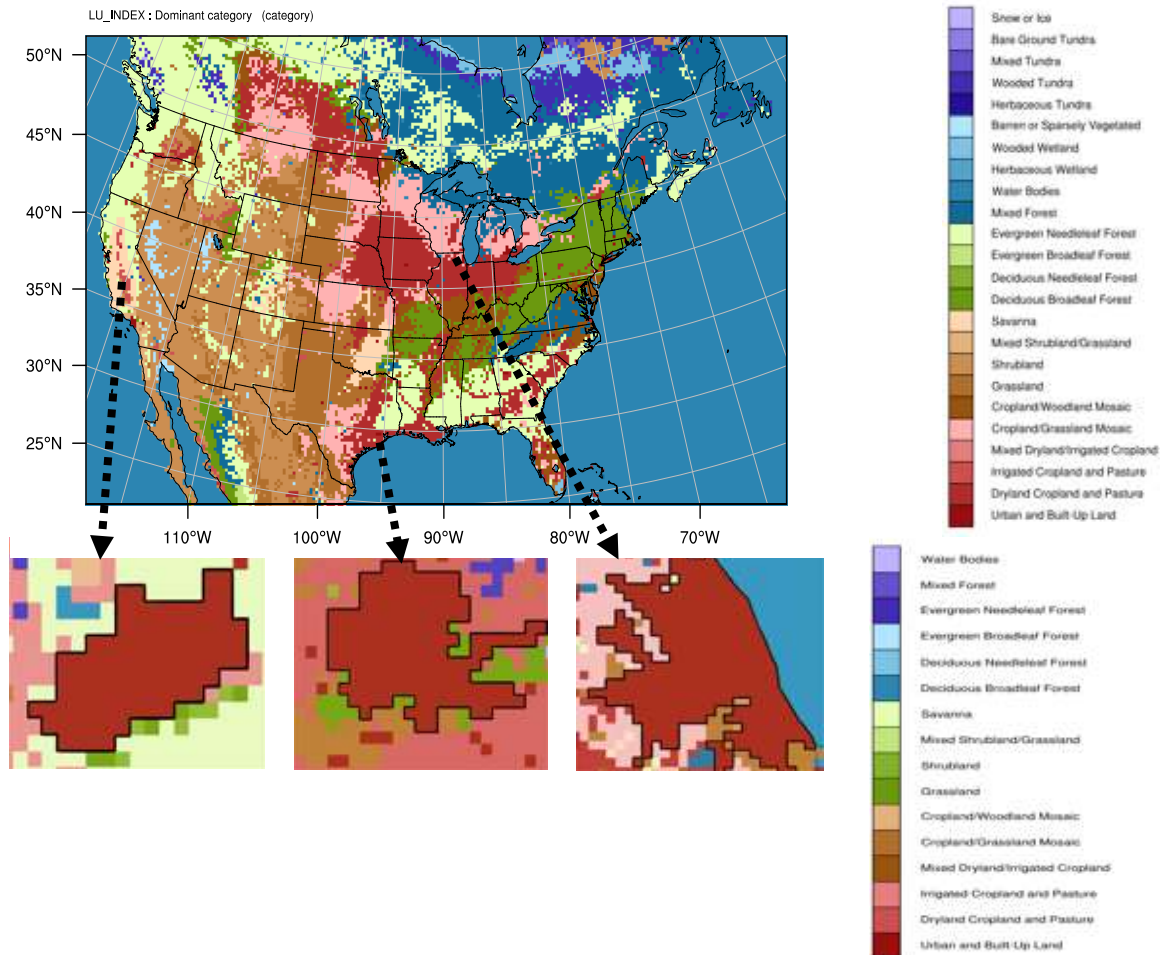 LU_INDEX : Dominant category (category)
50°N
45°N
40°N
35°N
30°N
25°N
110°W 100°W 90°W 80°W 70°W
Snow or Ice
Bare Ground Tundra
Mixed Tundra
Wooded Tundra
Herbaceous Tundra
Barren or Sparsely Vegetated
Wooded Wetland
Herbaceous Wetland
Water Bodies
Mixed Forest
Evergreen Needleleaf Forest
Evergreen Broadleaf Forest
Deciduous Needleleaf Forest
Deciduous Broadleaf Forest
Savanna
Mixed Shrubland/Grassland
Shrubland
Grassland
Cropland/Woodland Mosaic
Cropland/Grassland Mosaic
Mixed Dryland/Irrigated Cropland
Irrigated Cropland and Pasture
Dryland Cropland and Pasture
Urban and Built-Up Land
Water Bodies
Mixed Forest
Evergreen Needleleaf Forest
Evergreen Broadleaf Forest
Deciduous Needleleaf Forest
Deciduous Broadleaf Forest
Savanna
Mixed Shrubland/Grassland
Shrubland
Grassland
Cropland/Woodland Mosaic
Cropland/Grassland Mosaic
Mixed Dryland/Irrigated Cropland
Irrigated Cropland and Pasture
Dryland Cropland and Pasture
Urban and Built-Up Land